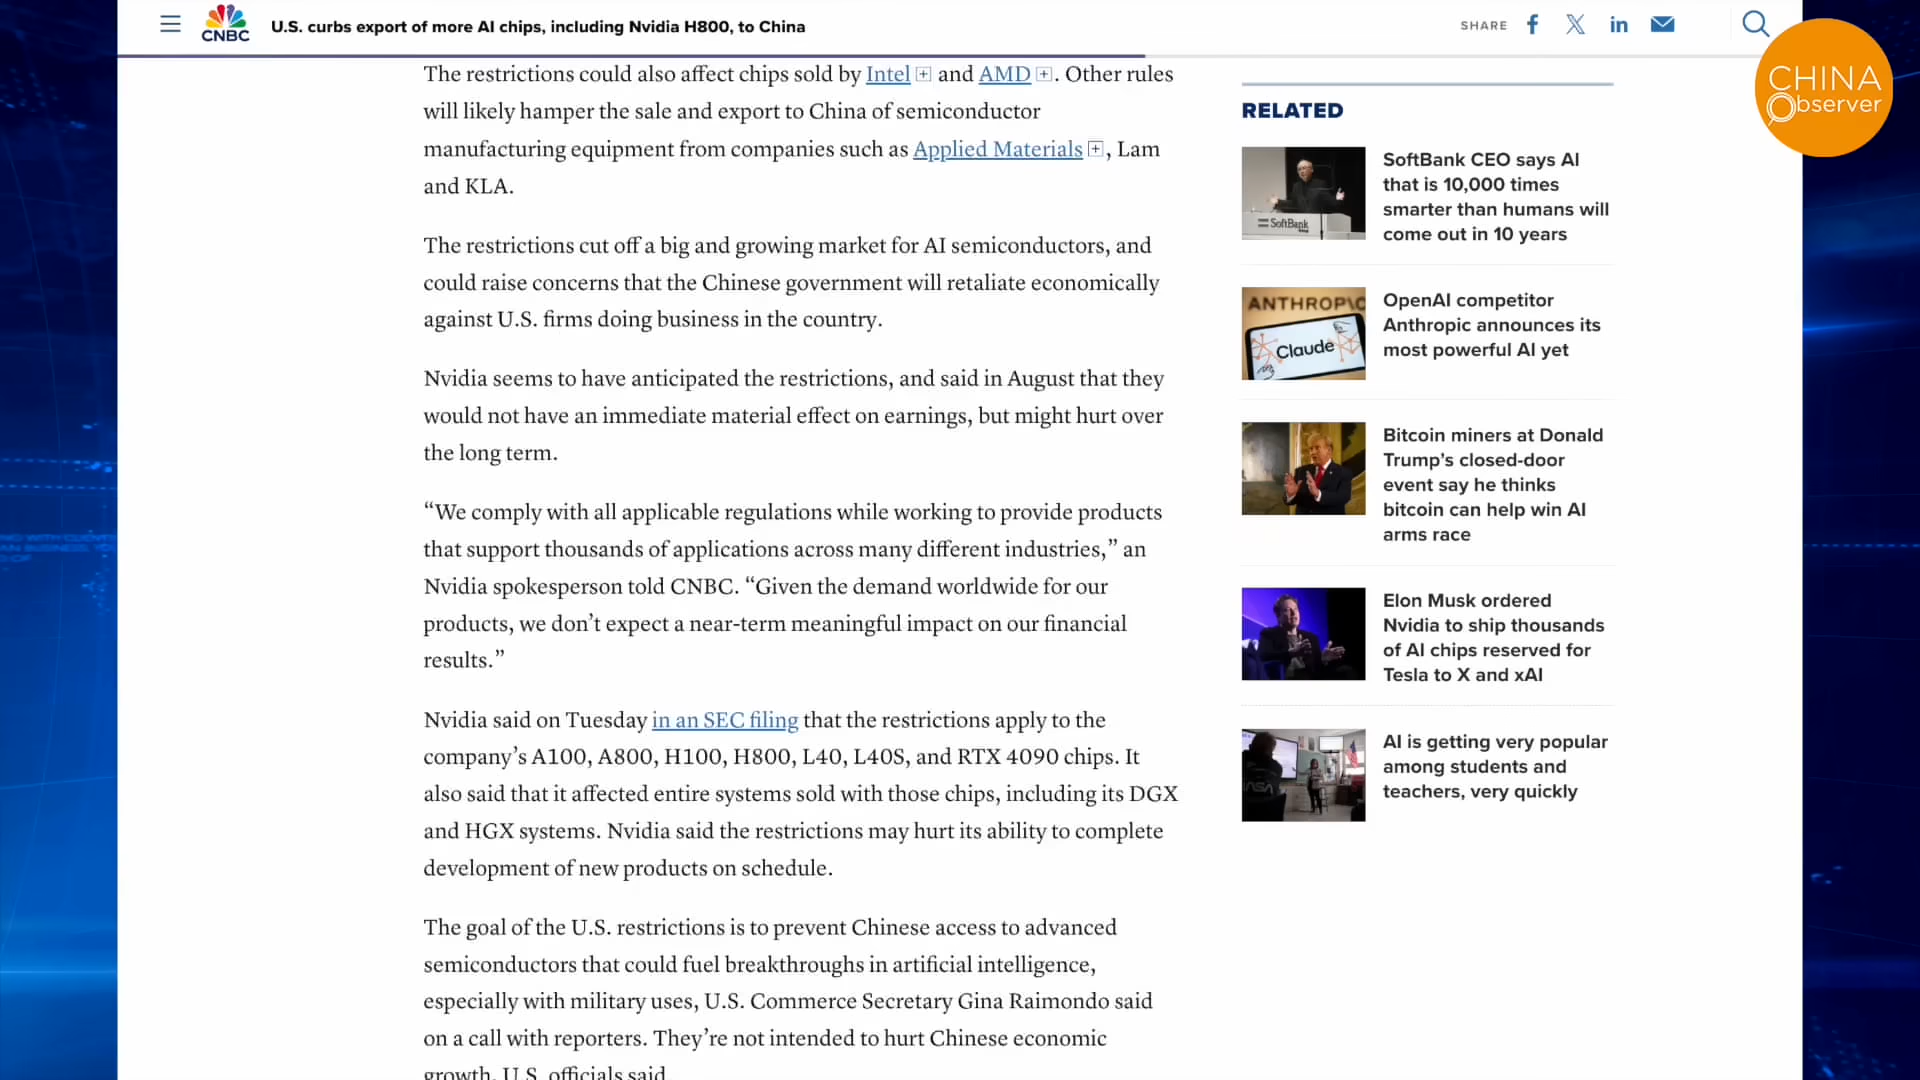 CNBC
U.S. curbs export of more AI chips, including Nvidia H800, to China
SHARE
CHINA
Observer
The restrictions could also affect chips sold by Intel and AMD. Other rules
will likely hamper the sale and export to China of semiconductor
manufacturing equipment from companies such as Applied Materials, Lam
and KLA.
The restrictions cut off a big and growing market for AI semiconductors, and
could raise concerns that the Chinese government will retaliate economically
against U.S. firms doing business in the country.
Nvidia seems to have anticipated the restrictions, and said in August that they
would not have an immediate material effect on earnings, but might hurt over
the long term.
“We comply with all applicable regulations while working to provide products
that support thousands of applications across many different industries,” an
Nvidia spokesperson told CNBC. “Given the demand worldwide for our
products, we don’t expect a near-term meaningful impact on our financial
results.”
Nvidia said on Tuesday in an SEC filing that the restrictions apply to the
company’s A100, A800, H100, H800, L40, L40S, and RTX 4090 chips. It
also said that it affected entire systems sold with those chips, including its DGX
and HGX systems. Nvidia said the restrictions may hurt its ability to complete
development of new products on schedule.
The goal of the U.S. restrictions is to prevent Chinese access to advanced
semiconductors that could fuel breakthroughs in artificial intelligence,
especially with military uses, U.S. Commerce Secretary Gina Raimondo said
on a call with reporters. They’re not intended to hurt Chinese economic
growth, U.S. officials said.
RELATED
SoftBank
SoftBank CEO says AI
that is 10,000 times
smarter than humans will
come out in 10 years
ANTHROP\C
Claude
OpenAI competitor
Anthropic announces its
most powerful AI yet
Bitcoin miners at Donald
Trump’s closed-door
event say he thinks
bitcoin can help win AI
arms race
Elon Musk ordered
Nvidia to ship thousands
of AI chips reserved for
Tesla to X and xAI
NASA
AI is getting very popular
among students and
teachers, very quickly